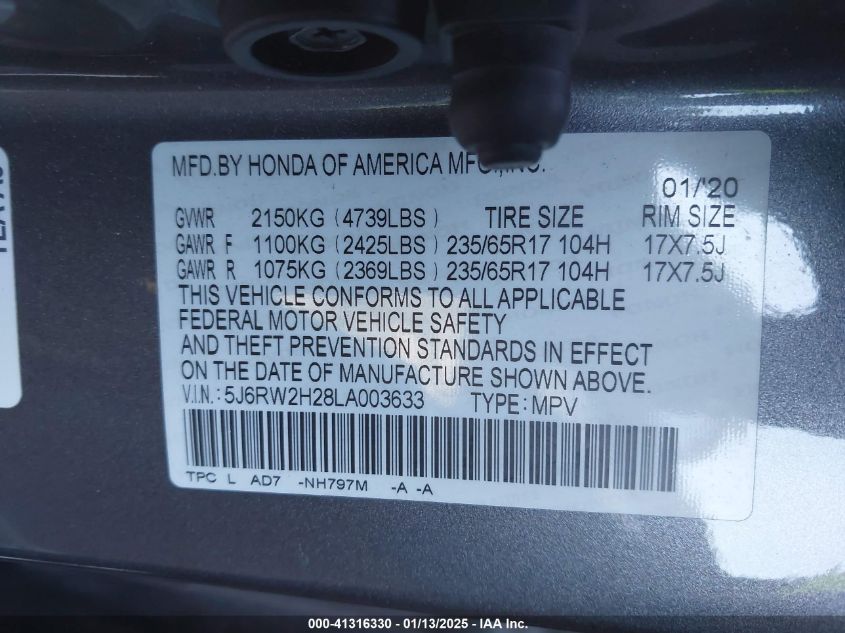 MFD.BY HONDA OF AMERICA MFG.,INC.
01/'20
GVWR 2150KG (4739LBS) TIRE SIZE RIM SIZE
GAWR F 1100KG (2425LBS) 235/65R17 104H 17X7.5J
GAWR R 1075KG (2369LBS) 235/65R17 104H 17X7.5J
THIS VEHICLE CONFORMS TO ALL APPLICABLE
FEDERAL MOTOR VEHICLE SAFETY
AND THEFT PREVENTION STANDARDS IN EFFECT
ON THE DATE OF MANUFACTURE SHOWN ABOVE.
V.I.N.: 5J6RW2H28LA003633 TYPE: MPV
TPC L AD7 -NH797M -A -A
000-41316330 - 01/13/2025 - IAAI.COM